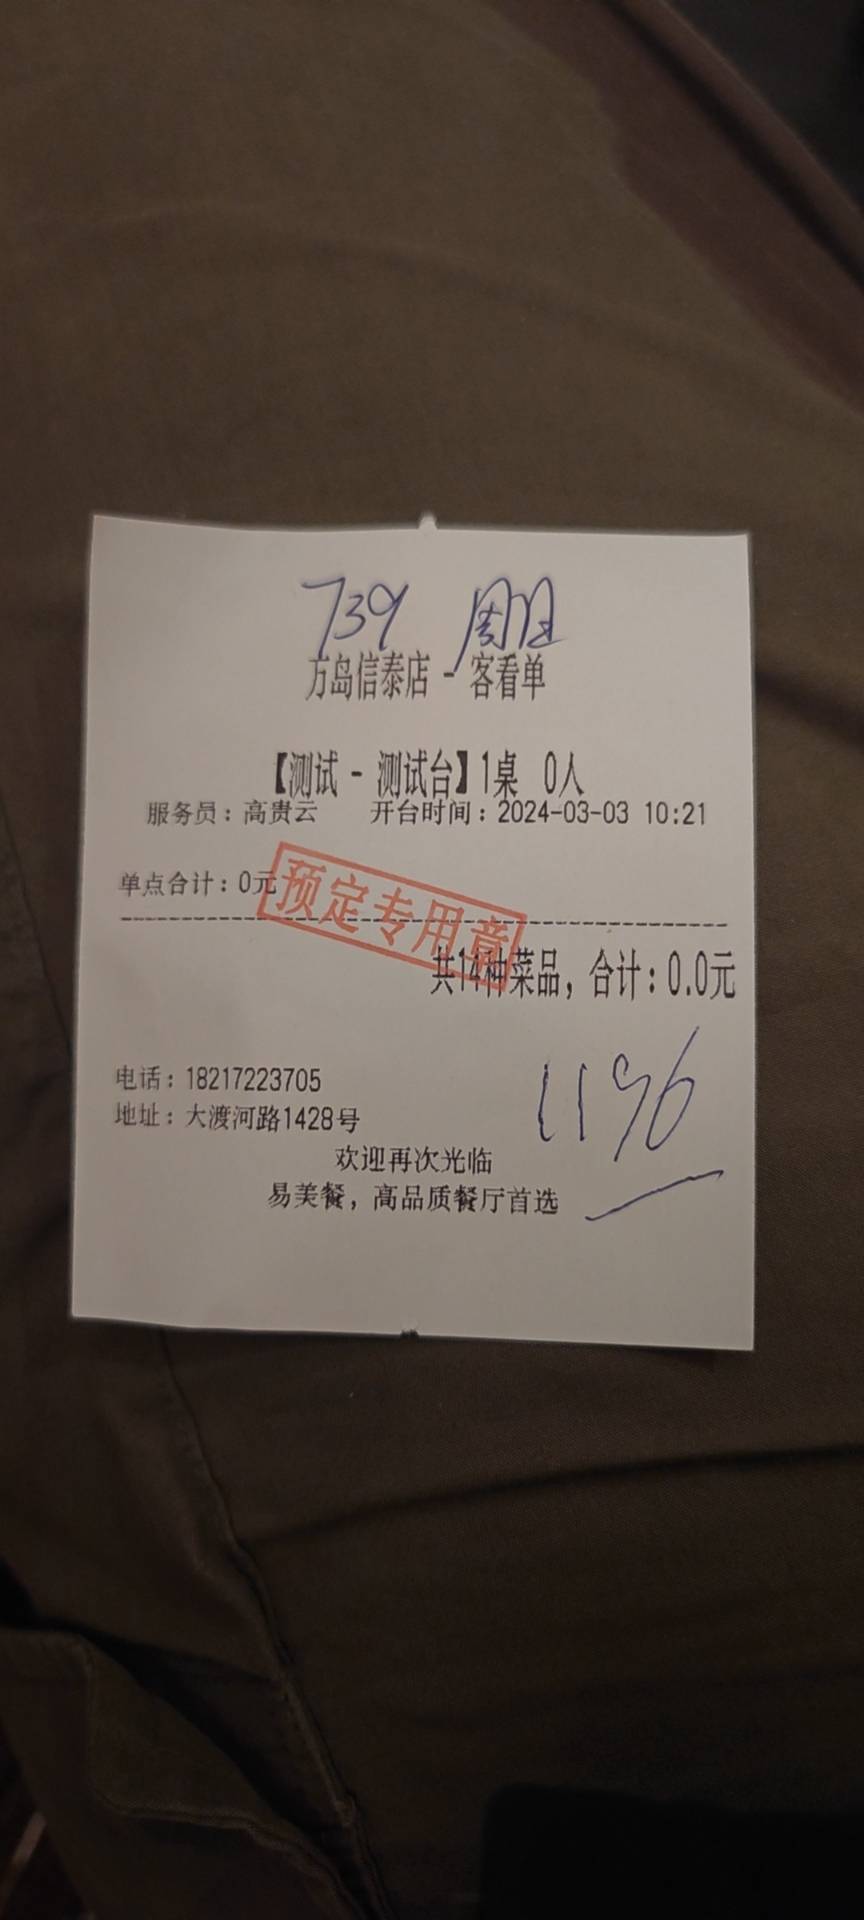 739
万岛信泰店 - 客看单
【测试 - 测试台】1桌 0人
服务员：高贵云 开台时间：2024-03-03 10:21
单点合计：0元
预定专用章
共14种菜品，合计：0.0元
1196
电话：18217223705
地址：大渡河路1428号
欢迎再次光临
易美餐，高品质餐厅首选